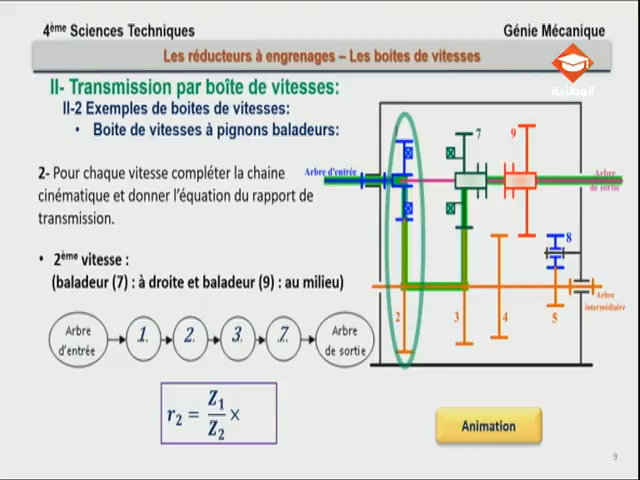 4ème Sciences Techniques
Génie Mécanique
Les réducteurs à engrenages – Les boites de vitesses
الوطنية
II- Transmission par boîte de vitesses:
II-2 Exemples de boites de vitesses:
• Boite de vitesses à pignons baladeurs:
2- Pour chaque vitesse compléter la chaine
cinématique et donner l'équation du rapport de
transmission.
• 2ème vitesse :
(baladeur (7) : à droite et baladeur (9) : au milieu)
Arbre d'entrée
1. 2. 3. 7.
Arbre de sortie
r2 = Z1/Z2 ×
Arbre d'entrée
7
9
Arbre
de sortie
8
Arbre
intermédiaire
2 3 4 5
Animation
9